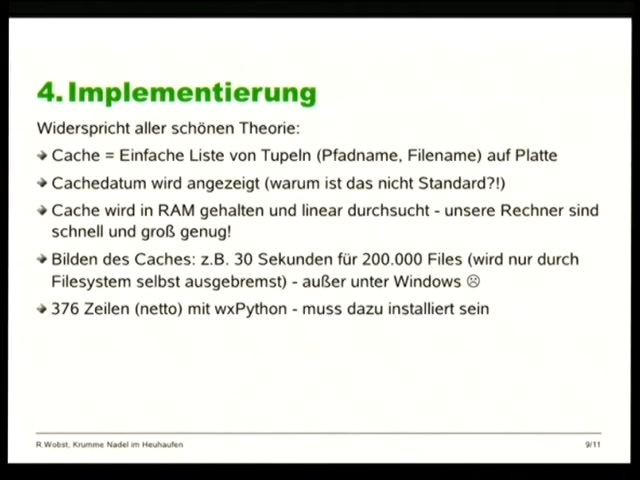 4. Implementierung
Widerspricht aller schönen Theorie:
Cache = Einfache Liste von Tupeln (Pfadname, Filename) auf Platte
Cachedatum wird angezeigt (warum ist das nicht Standard?!)
Cache wird in RAM gehalten und linear durchsucht - unsere Rechner sind
schnell und groß genug!
Bilden des Caches: z.B. 30 Sekunden für 200.000 Files (wird nur durch
Filesystem selbst ausgebremst) - außer unter Windows ☹
376 Zeilen (netto) mit wxPython - muss dazu installiert sein
R.Wobst, Krumme Nadel im Heuhaufen
9/11